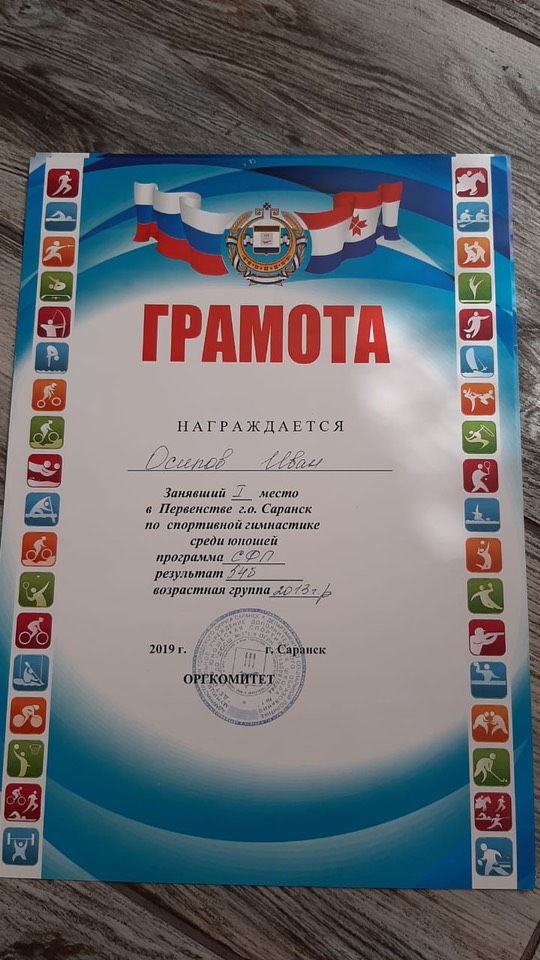 ГРАМОТА
НАГРАЖДАЕТСЯ
Осипов Иван
Занявший I место
в Первенстве г.о. Саранск
по спортивной гимнастике
среди юношей
программа СФП
результат 545
возрастная группа 2013 г.р
2019 г. г. Саранск
ОРГКОМИТЕТ